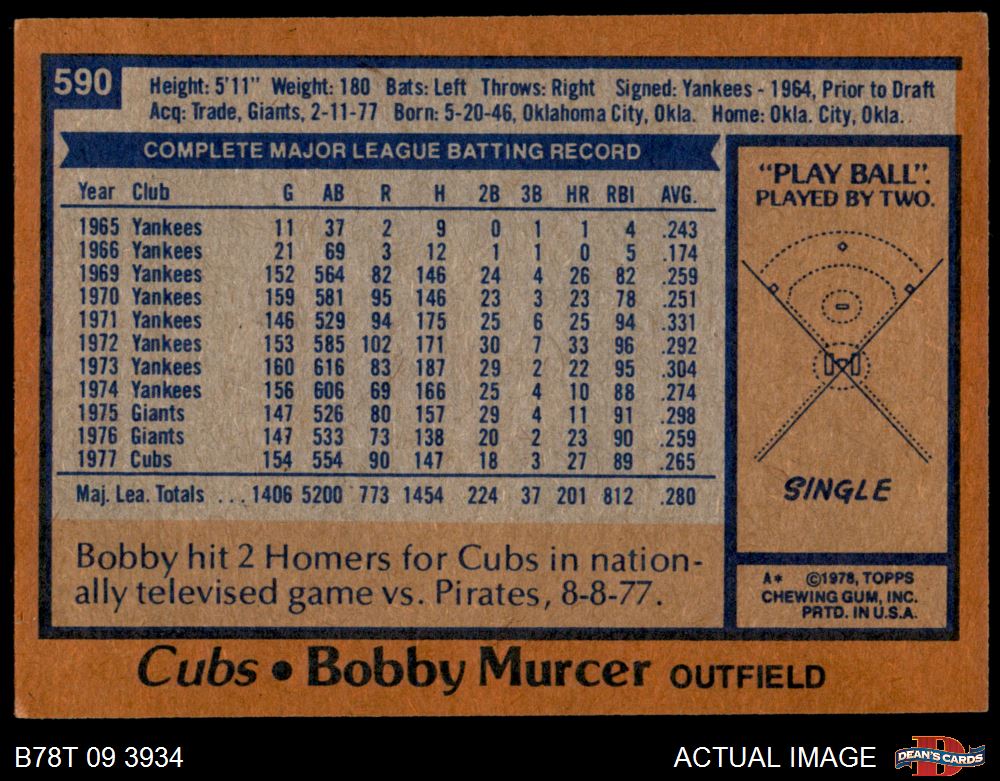 590
Height: 5'11" Weight: 180 Bats: Left Throws: Right Signed: Yankees - 1964, Prior to Draft
Acq: Trade, Giants, 2-11-77 Born: 5-20-46, Oklahoma City, Okla. Home: Okla. City, Okla.
COMPLETE MAJOR LEAGUE BATTING RECORD
Year Club G AB R H 2B 3B HR RBI AVG.
1965 Yankees 11 37 2 9 0 1 1 4 .243
1966 Yankees 21 69 3 12 1 1 0 5 .174
1969 Yankees 152 564 82 146 24 4 26 82 .259
1970 Yankees 159 581 95 146 23 3 23 78 .251
1971 Yankees 146 529 94 175 25 6 25 94 .331
1972 Yankees 153 585 102 171 30 7 33 96 .292
1973 Yankees 160 616 83 187 29 2 22 95 .304
1974 Yankees 156 606 69 166 25 4 10 88 .274
1975 Giants 147 526 80 157 29 4 11 91 .298
1976 Giants 147 533 73 138 20 2 23 90 .259
1977 Cubs 154 554 90 147 18 3 27 89 .265
Maj. Lea. Totals ... 1406 5200 773 1454 224 37 201 812 .280
Bobby hit 2 Homers for Cubs in nation-
ally televised game vs. Pirates, 8-8-77.
"PLAY BALL".
PLAYED BY TWO.
SINGLE
A* ©1978, TOPPS
CHEWING GUM, INC.
PRTD. IN U.S.A.
Cubs • Bobby Murcer OUTFIELD
B78T 09 3934
ACTUAL IMAGE
D
DEAN'S CARDS